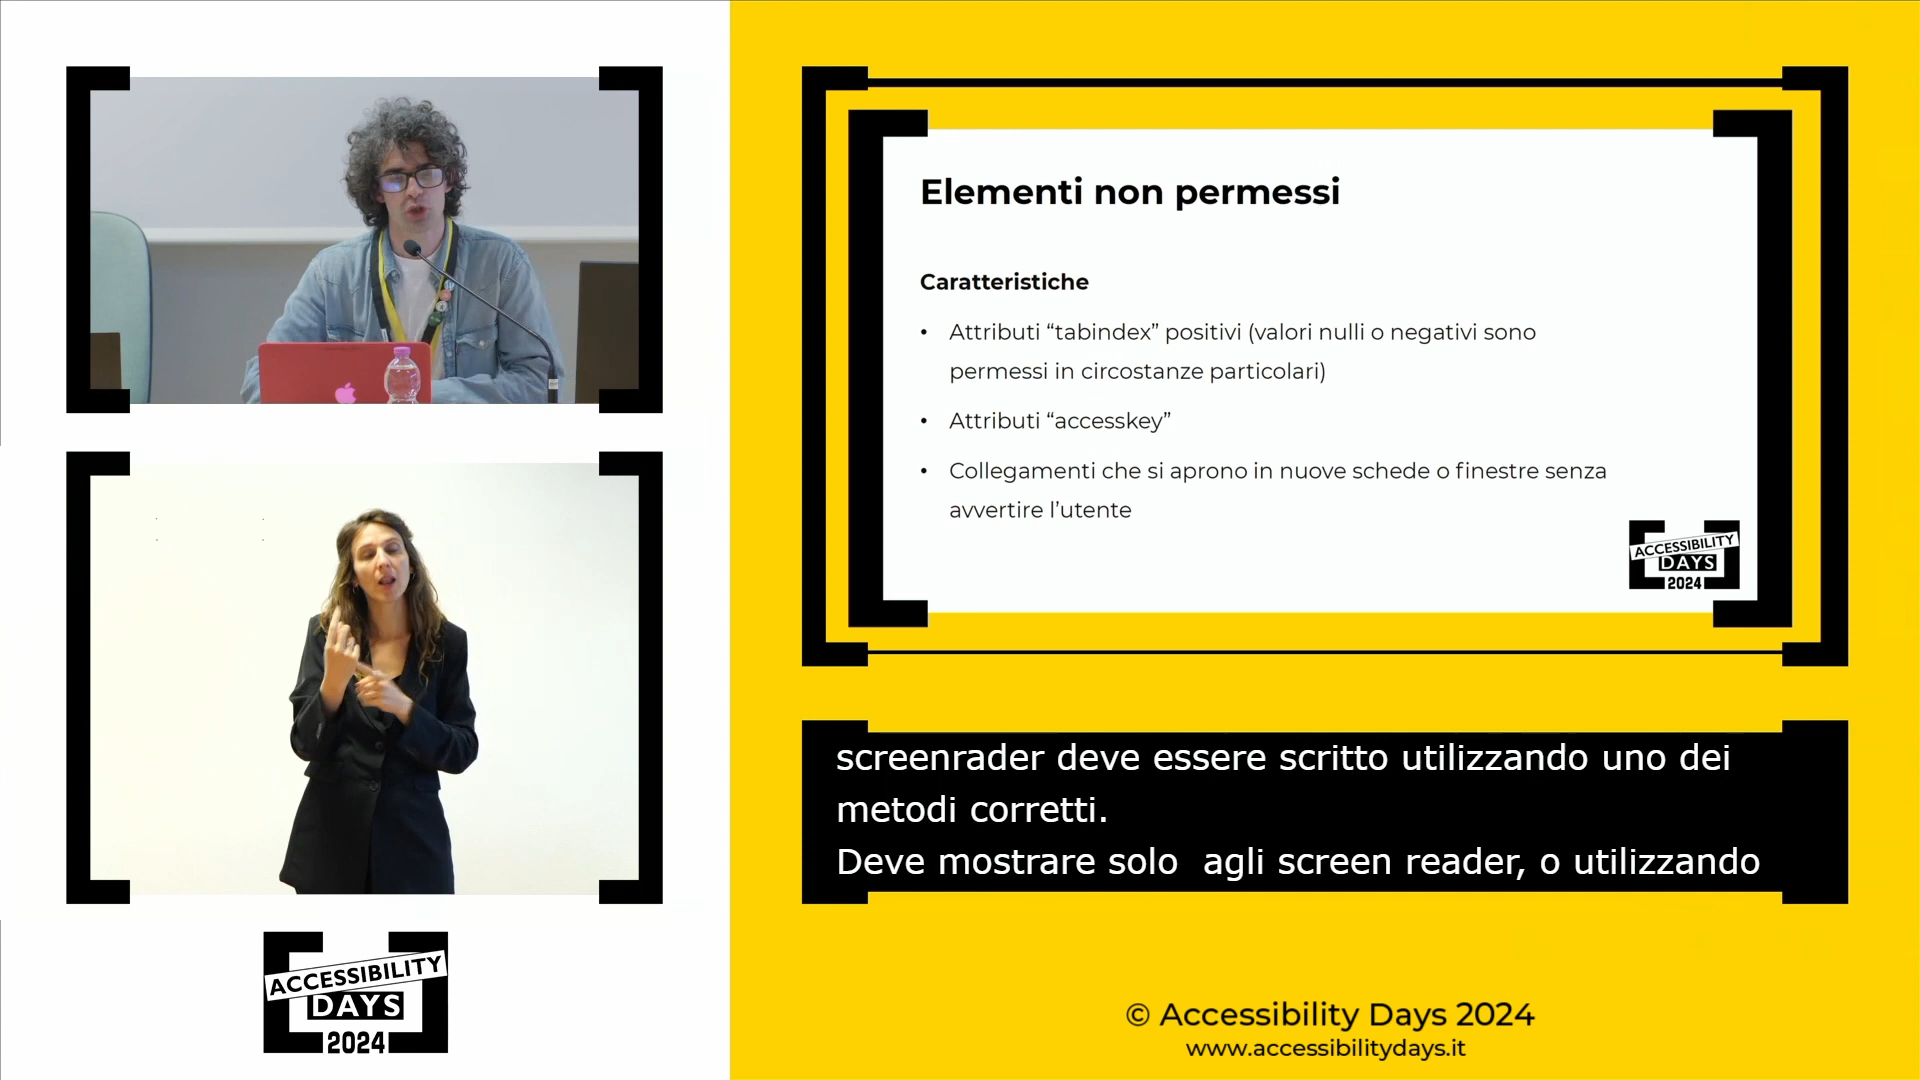 Elementi non permessi
Caratteristiche
• Attributi “tabindex” positivi (valori nulli o negativi sono
permessi in circostanze particolari)
• Attributi “accesskey”
• Collegamenti che si aprono in nuove schede o finestre senza
avvertire l’utente
ACCESSIBILITY
DAYS
2024
screenrader deve essere scritto utilizzando uno dei
metodi corretti.
Deve mostrare solo  agli screen reader, o utilizzando
ACCESSIBILITY
DAYS
2024
© Accessibility Days 2024
www.accessibilitydays.it